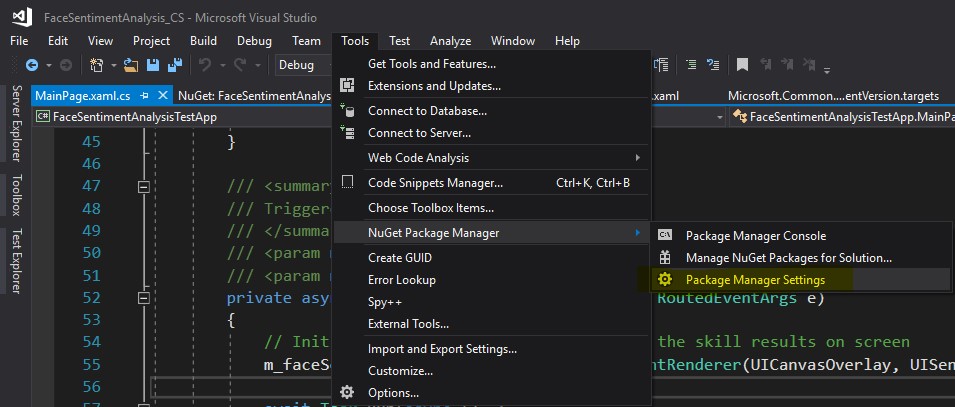 FaceSentimentAnalysis_CS - Microsoft Visual Studio
File Edit View Project Build Debug Team Tools Test Analyze Window Help
Debug
Get Tools and Features...
Extensions and Updates...
MainPage.xaml.cs NuGet: FaceSentimentAnalys .xaml Microsoft.Common....entVersion.targets
Connect to Database...
C# FaceSentimentAnalysisTestApp FaceSentimentAnalysisTestApp.MainPa
Connect to Server...
Server Explorer
Toolbox
Test Explorer
45 }
Web Code Analysis
46
Code Snippets Manager... Ctrl+K, Ctrl+B
47 /// <summar
48 /// Trigger
Choose Toolbox Items...
49 /// </summa
NuGet Package Manager
C:\ Package Manager Console
50 /// <param
Create GUID
Manage NuGet Packages for Solution...
51 /// <param
Error Lookup
Package Manager Settings
52 private asy RoutedEventArgs e)
Spy++
53 {
External Tools...
54 // Init the skill results on screen
Import and Export Settings...
55 m_faceSe ntRenderer(UICanvasOverlay, UISen
Customize...
56
Options...
57